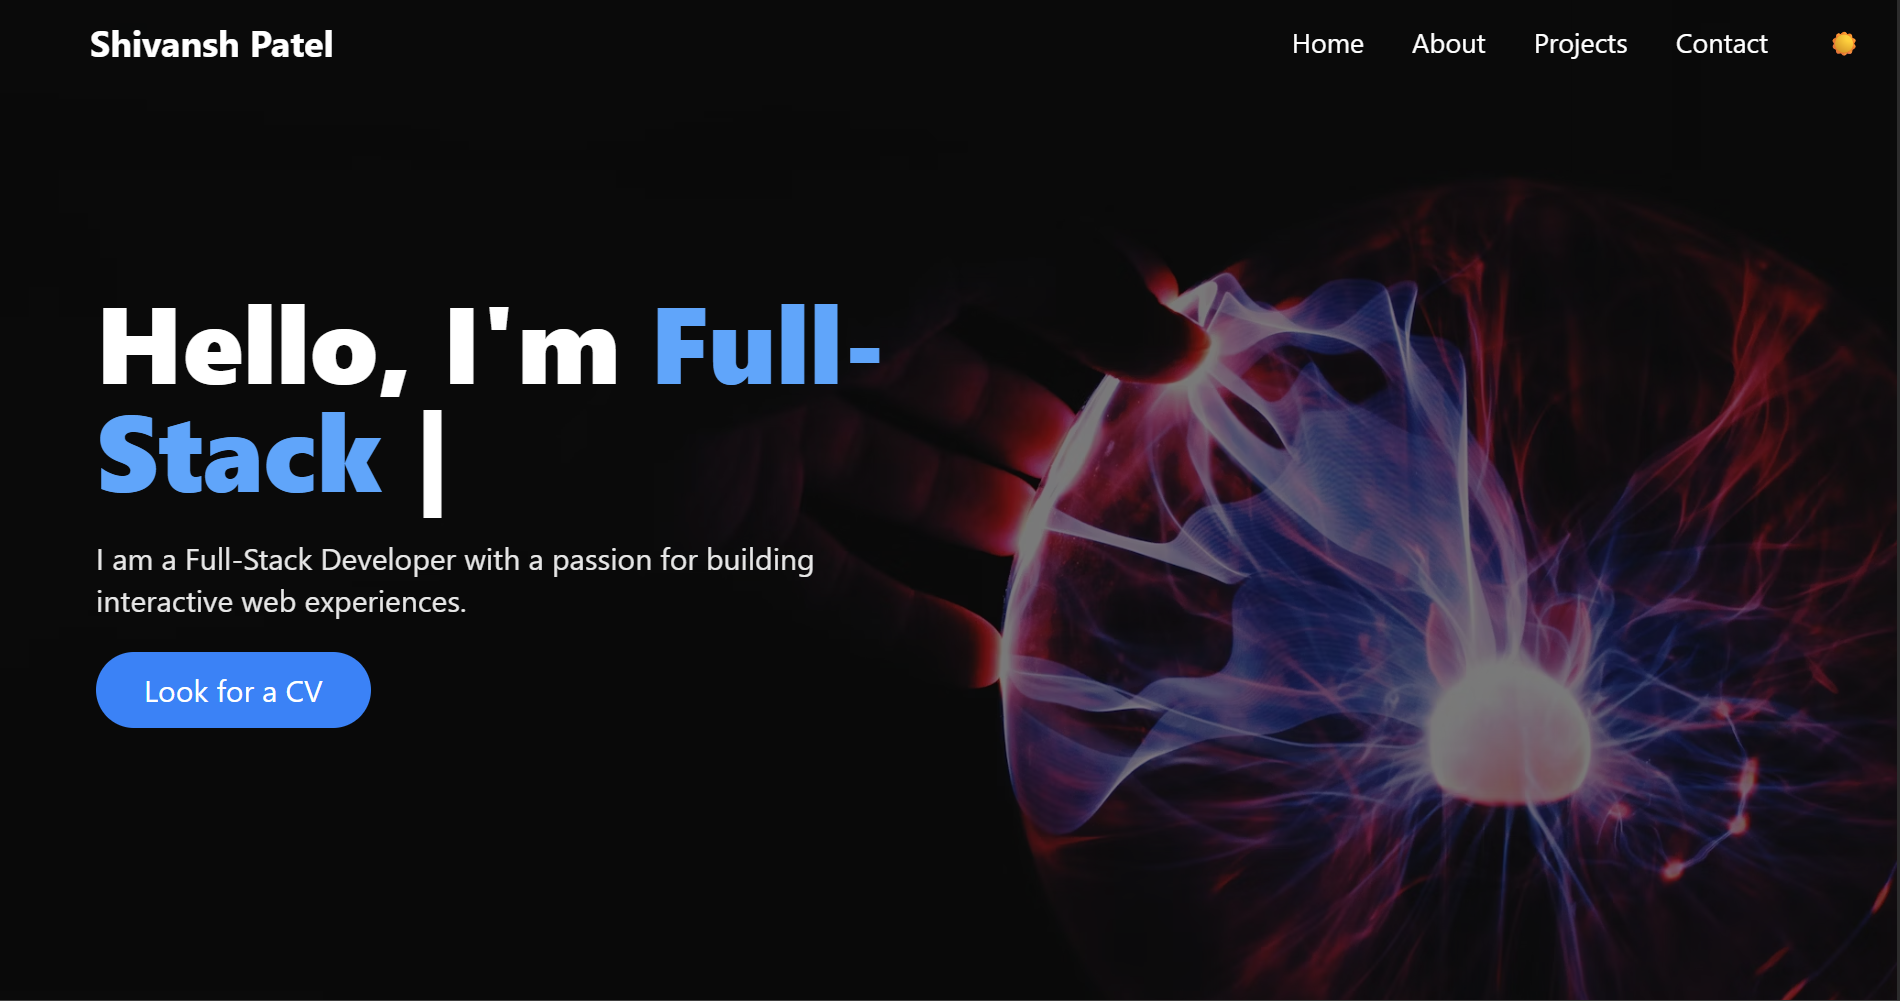 Shivansh Patel
Home About Projects Contact
Hello, I'm Full-
Stack |
I am a Full-Stack Developer with a passion for building
interactive web experiences.
Look for a CV